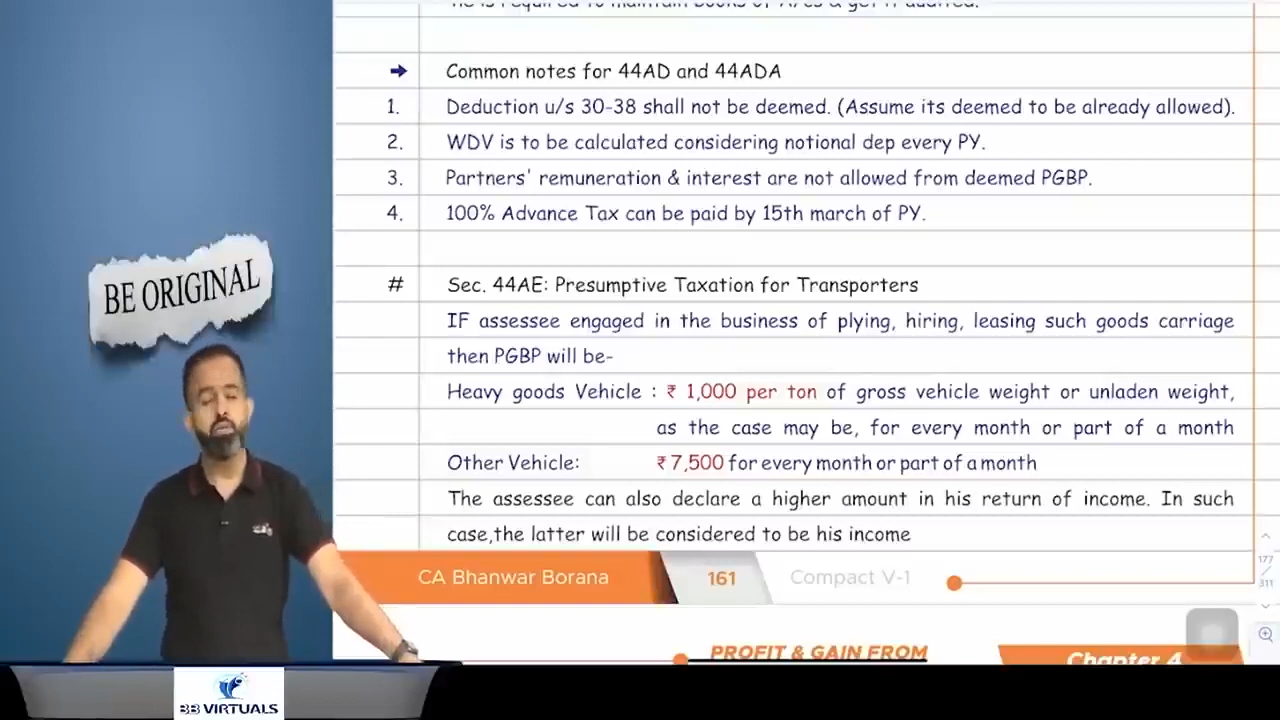 BE ORIGINAL
➔ Common notes for 44AD and 44ADA
1. Deduction u/s 30-38 shall not be deemed. (Assume its deemed to be already allowed).
2. WDV is to be calculated considering notional dep every PY.
3. Partners' remuneration & interest are not allowed from deemed PGBP.
4. 100% Advance Tax can be paid by 15th march of PY.
# Sec. 44AE: Presumptive Taxation for Transporters
IF assessee engaged in the business of plying, hiring, leasing such goods carriage
then PGBP will be-
Heavy goods Vehicle : ₹ 1,000 per ton of gross vehicle weight or unladen weight,
as the case may be, for every month or part of a month
Other Vehicle: ₹ 7,500 for every month or part of a month
The assessee can also declare a higher amount in his return of income. In such
case,the latter will be considered to be his income
CA Bhanwar Borana 161 Compact V-1
177
/
311
PROFIT & GAIN FROM
Chapter 4
BB VIRTUALS